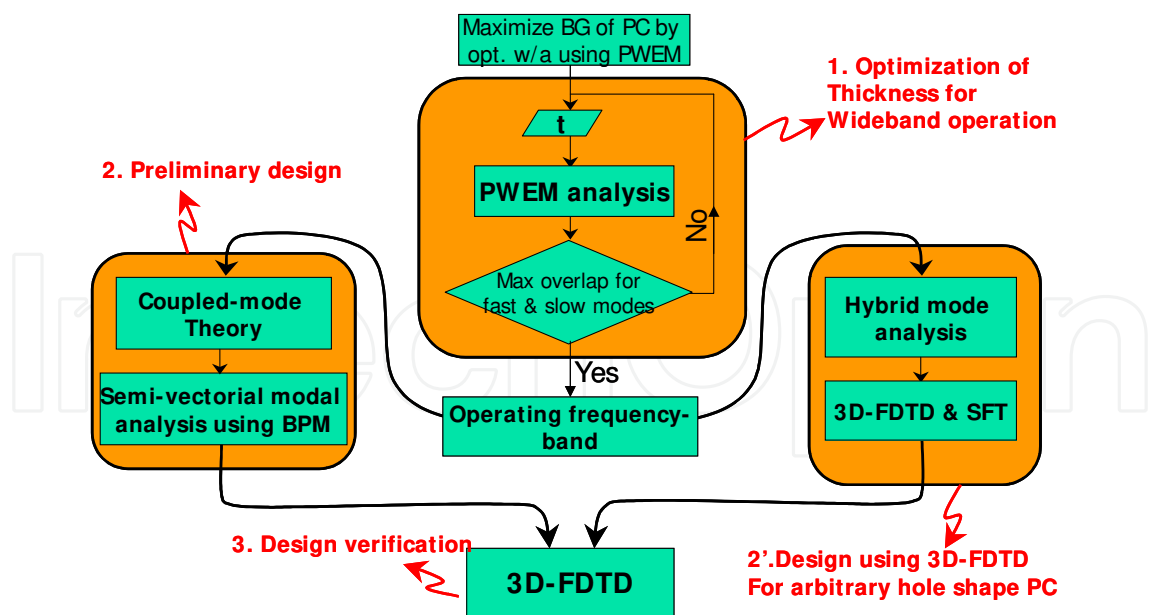 Maximize BG of PC by
opt. w/a using PWEM
1. Optimization of
Thickness for
Wideband operation
t
2. Preliminary design
PWEM analysis
No
Max overlap for
fast & slow modes
Coupled-mode
Theory
Hybrid mode
analysis
Yes
Semi-vectorial modal
analysis using BPM
Operating frequency-
band
3D-FDTD & SFT
3. Design verification
3D-FDTD
2'.Design using 3D-FDTD
For arbitrary hole shape PC
IntechOpen